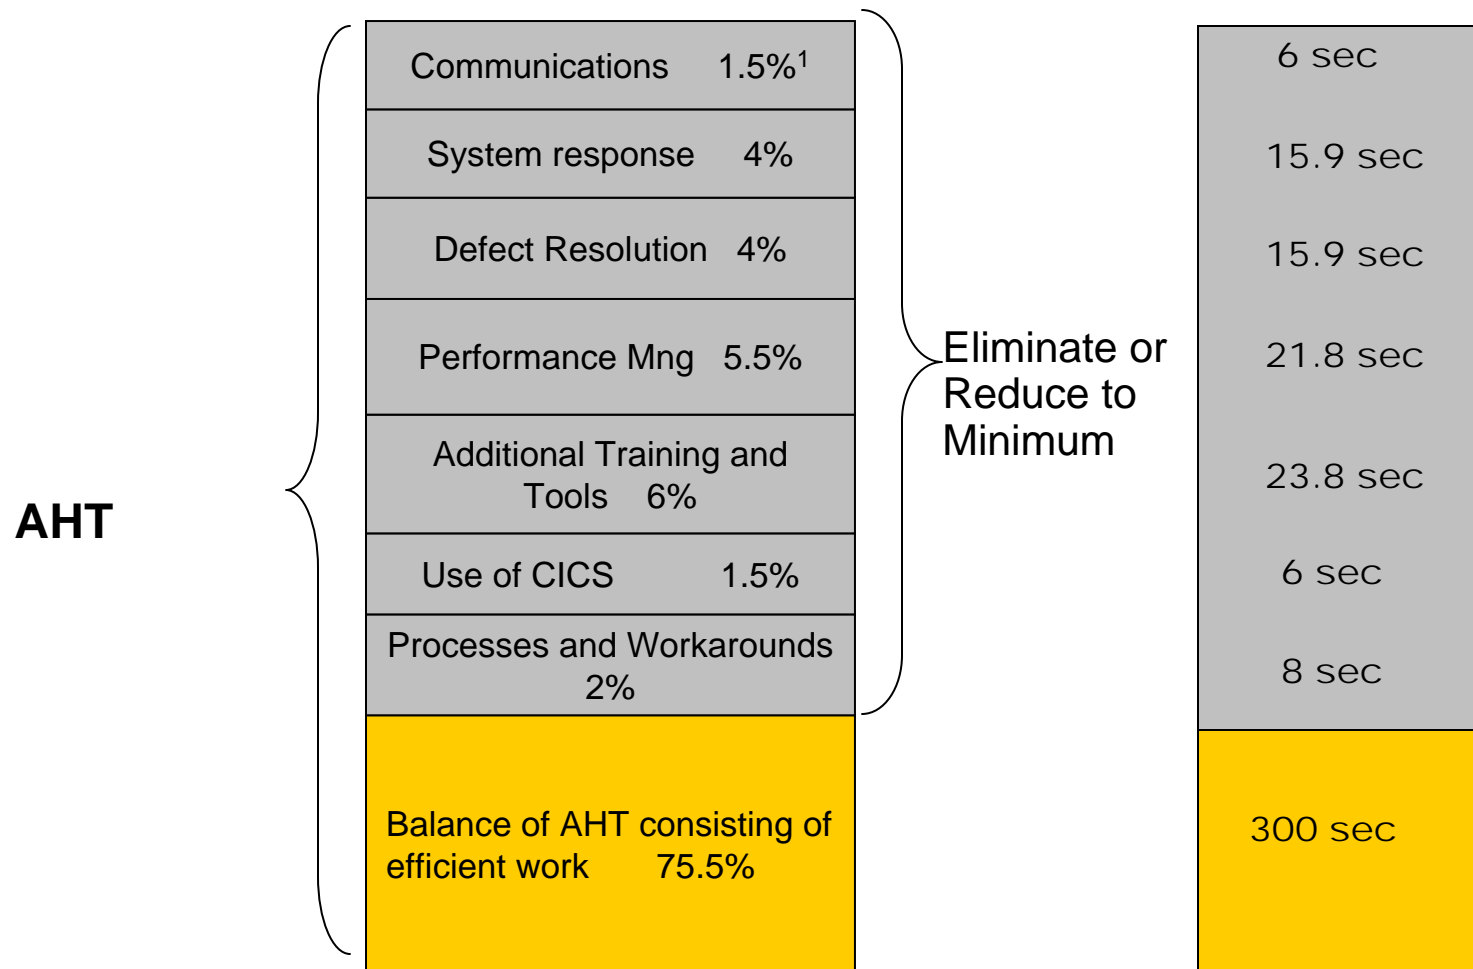 Communications 1.5%¹
System response 4%
Defect Resolution 4%
Performance Mng 5.5%
Additional Training and
Tools 6%
Use of CICS 1.5%
Processes and Workarounds
2%
Balance of AHT consisting of
efficient work 75.5%
AHT
Eliminate or
Reduce to
Minimum
6 sec
15.9 sec
15.9 sec
21.8 sec
23.8 sec
6 sec
8 sec
300 sec